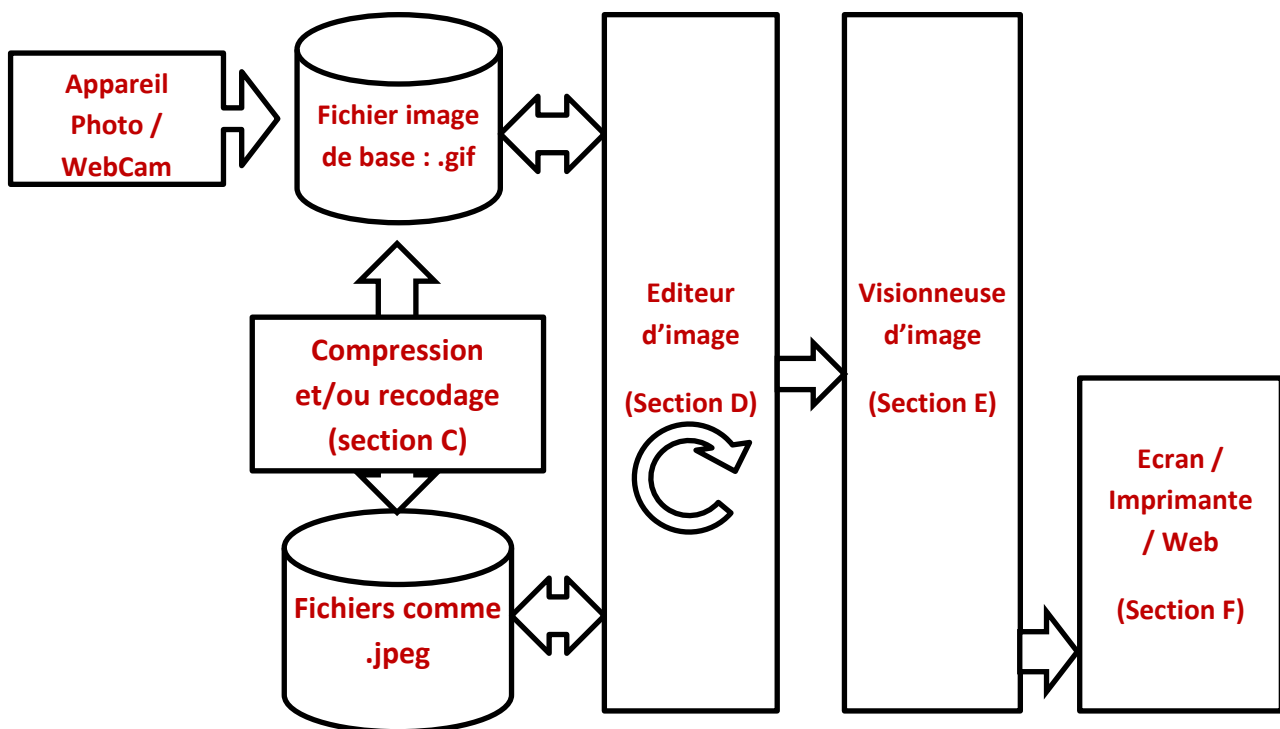 Appareil
Photo /
WebCam
Fichier image
de base : .gif
Compression
et/ou recodage
(section C)
Fichiers comme
.jpeg
Editeur
d’image
(Section D)
Visionneuse
d’image
(Section E)
Ecran /
Imprimante
/ Web
(Section F)